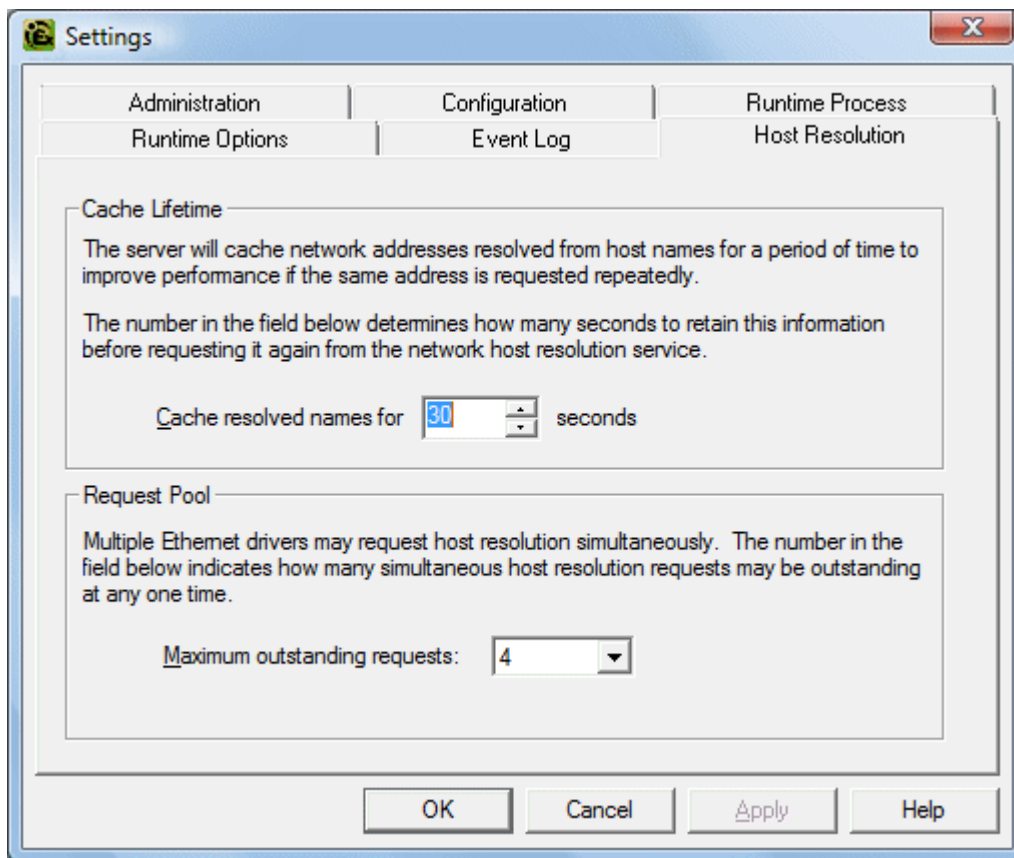 Settings
Administration
Configuration
Runtime Process
Runtime Options
Event Log
Host Resolution
Cache Lifetime
The server will cache network addresses resolved from host names for a period of time to
improve performance if the same address is requested repeatedly.
The number in the field below determines how many seconds to retain this information
before requesting it again from the network host resolution service.
Cache resolved names for 30 seconds
Request Pool
Multiple Ethernet drivers may request host resolution simultaneously.  The number in the
field below indicates how many simultaneous host resolution requests may be outstanding
at any one time.
Maximum outstanding requests: 4
OK
Cancel
Apply
Help